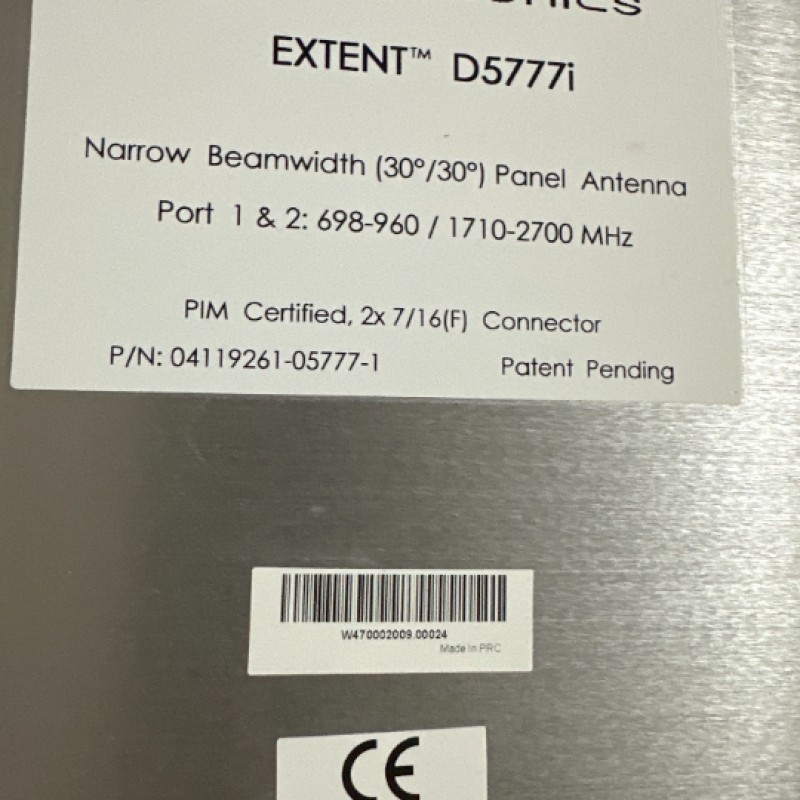 EXTENT™ D5777i
Narrow Beamwidth (30°/30°) Panel Antenna
Port 1 & 2: 698-960 / 1710-2700 MHz
PIM Certified, 2x 7/16(F) Connector
P/N: 04119261-05777-1 Patent Pending
W470002009.00024
Made In PRC
CE